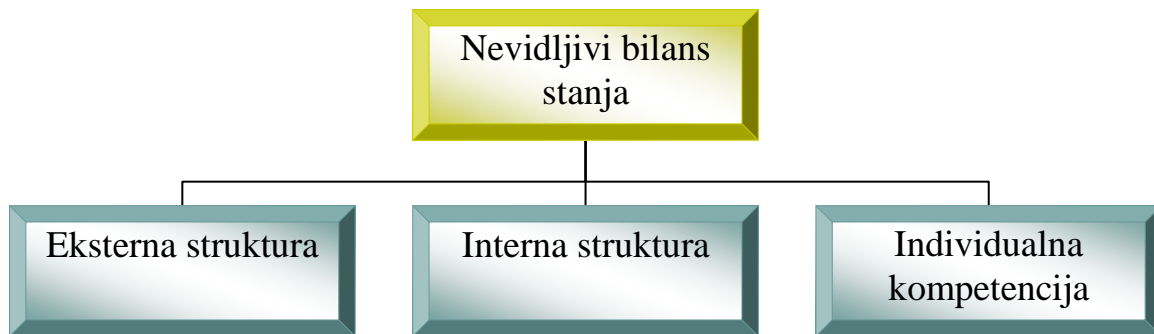 Nevidljivi bilans
stanja
Eksterna struktura
Interna struktura
Individualna
kompetencija